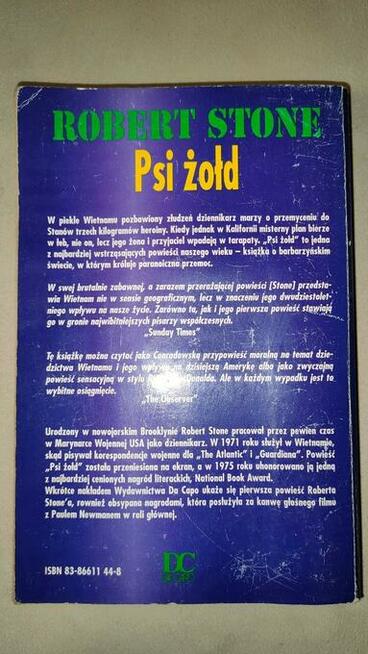 ROBERT STONE
Psi żołd
W piekle Wietnamu pozbawiony złudzeń dziennikarz marzy o przemyceniu do
Stanów trzech kilogramów heroiny. Kiedy jednak w Kalifornii misterny plan bierze
w łeb, nie on, lecz jego żona i przyjaciel wpadają w tarapaty. „Psi żołd" to jedna
z najbardziej wstrząsających powieści naszego wieku – książka o barbarzyńskim
świecie, w którym króluje paranoiczna przemoc.
W swej brutalnie zabawnej, a zarazem przerażającej powieści [Stone] przedsta-
wia Wietnam nie w sensie geograficznym, lecz w znaczeniu jego dwudziestolet-
niego wpływu na nasze życie. Zarówno ta, jak i jego pierwsza powieść stawiają
go w gronie najwybitniejszych pisarzy współczesnych.
„Sunday Times"
Tę książkę można czytać jako Conradowską przypowieść moralną na temat dzie-
dzictwa Wietnamu i jego wpływu na dzisiejszą Amerykę albo jako zwyczajną
powieść sensacyjną w stylu Rossa Macdonalda. Ale w każdym wypadku jest to
wybitne osiągnięcie.
„The Observer"
Urodzony w nowojorskim Brooklynie Robert Stone pracował przez pewien czas
w Marynarce Wojennej USA jako dziennikarz. W 1971 roku służył w Wietnamie,
skąd pisywał korespondencje wojenne dla „The Atlantic" i „Guardiana". Powieść
„Psi żołd" została przeniesiona na ekran, a w 1975 roku uhonorowano ją jedną
z najbardziej cenionych nagród literackich, National Book Award.
Wkrótce nakładem Wydawnictwa Da Capo ukaże się pierwsza powieść Roberta
Stone'a, również obsypana nagrodami, która posłużyła za kanwę głośnego filmu
z Paulem Newmanem w roli głównej.
DC
DA CAPO
ISBN 83-86611 44-8